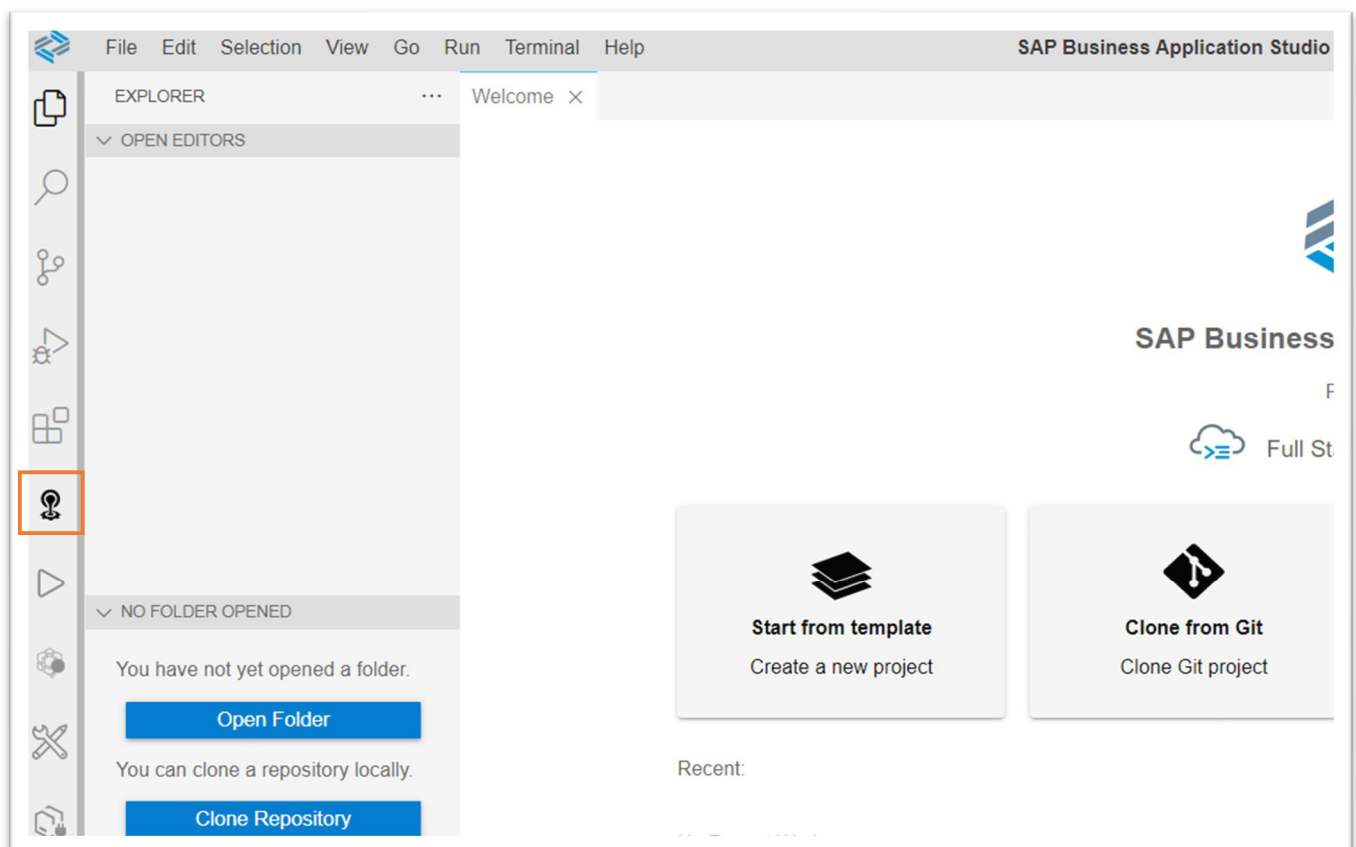 File Edit Selection View Go Run Terminal Help SAP Business Application Studio
EXPLORER ...
Welcome ×
OPEN EDITORS
SAP Business
Full St
Start from template
Create a new project
Clone from Git
Clone Git project
NO FOLDER OPENED
You have not yet opened a folder.
Open Folder
You can clone a repository locally.
Clone Repository
Recent: